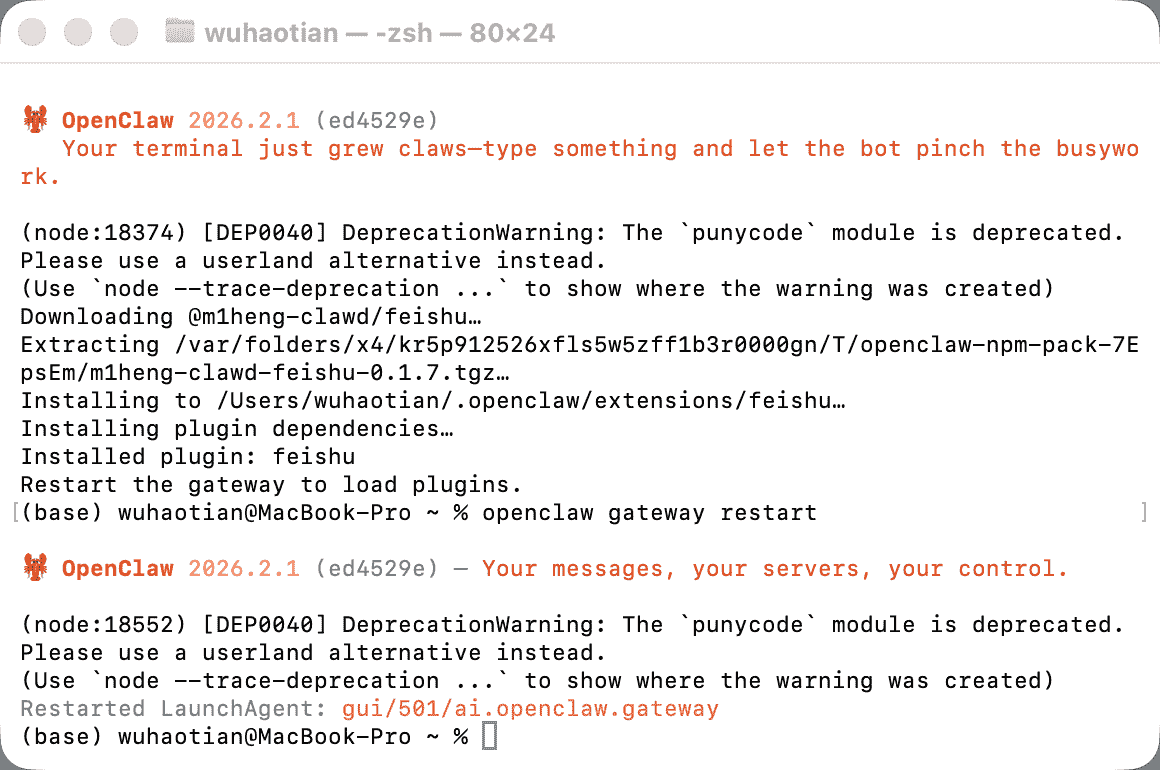 wuhaotian — -zsh — 80×24
🦞 OpenClaw 2026.2.1 (ed4529e)
Your terminal just grew claws—type something and let the bot pinch the busywo
rk.
(node:18374) [DEP0040] DeprecationWarning: The `punycode` module is deprecated.
Please use a userland alternative instead.
(Use `node --trace-deprecation ...` to show where the warning was created)
Downloading @m1heng-clawd/feishu…
Extracting /var/folders/x4/kr5p912526xfls5w5zff1b3r0000gn/T/openclaw-npm-pack-7E
psEm/m1heng-clawd-feishu-0.1.7.tgz…
Installing to /Users/wuhaotian/.openclaw/extensions/feishu…
Installing plugin dependencies…
Installed plugin: feishu
Restart the gateway to load plugins.
[(base) wuhaotian@MacBook-Pro ~ % openclaw gateway restart ]
🦞 OpenClaw 2026.2.1 (ed4529e) — Your messages, your servers, your control.
(node:18552) [DEP0040] DeprecationWarning: The `punycode` module is deprecated.
Please use a userland alternative instead.
(Use `node --trace-deprecation ...` to show where the warning was created)
Restarted LaunchAgent: gui/501/ai.openclaw.gateway
(base) wuhaotian@MacBook-Pro ~ %